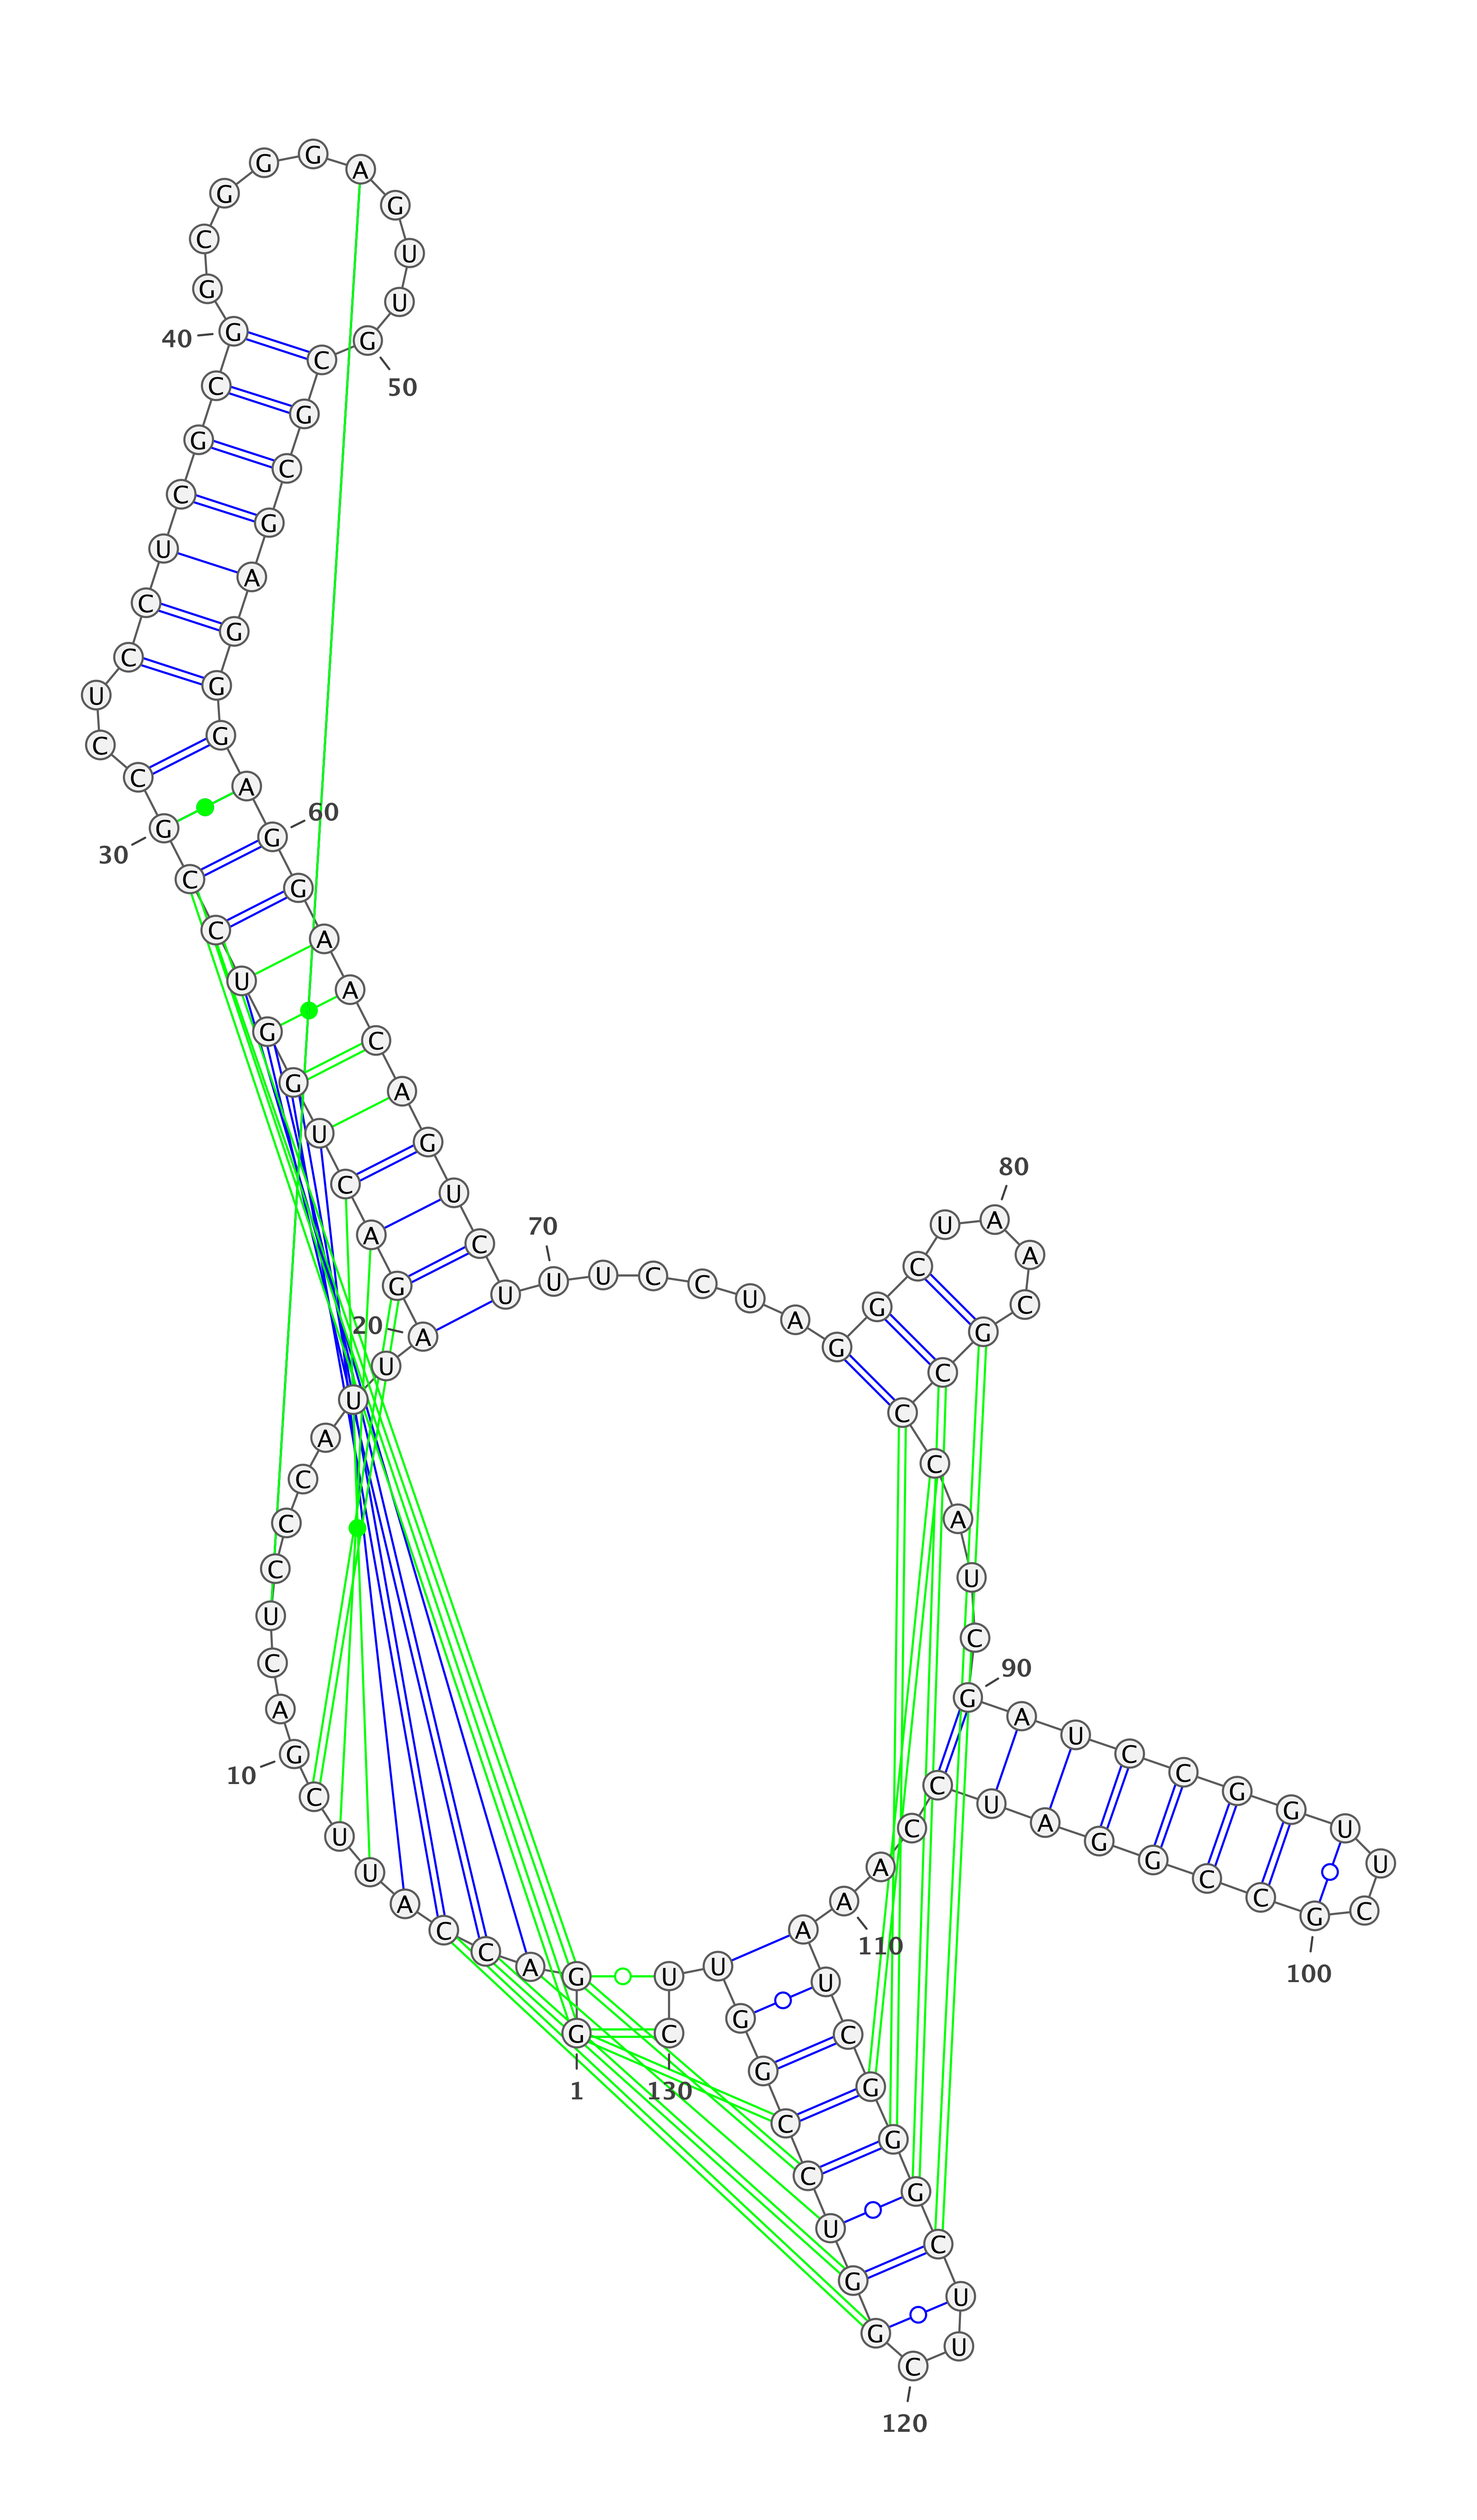 1
G G A C C A U U C G
10
A C U C C C A U U A
20
G A C U G G U C C G
30
C C U C C U C G C G
40
G C G G G A G U U G
50
C G C G A G G G A G
60
G A A C A G U C U U
70
U C C U A G G C U A
80
A C G C C C A U C G
90
A U C C G G U U C G
100
C C G G A U C C A A
110
A U C G G G C U U C
120
G G U C C G G U U C
130